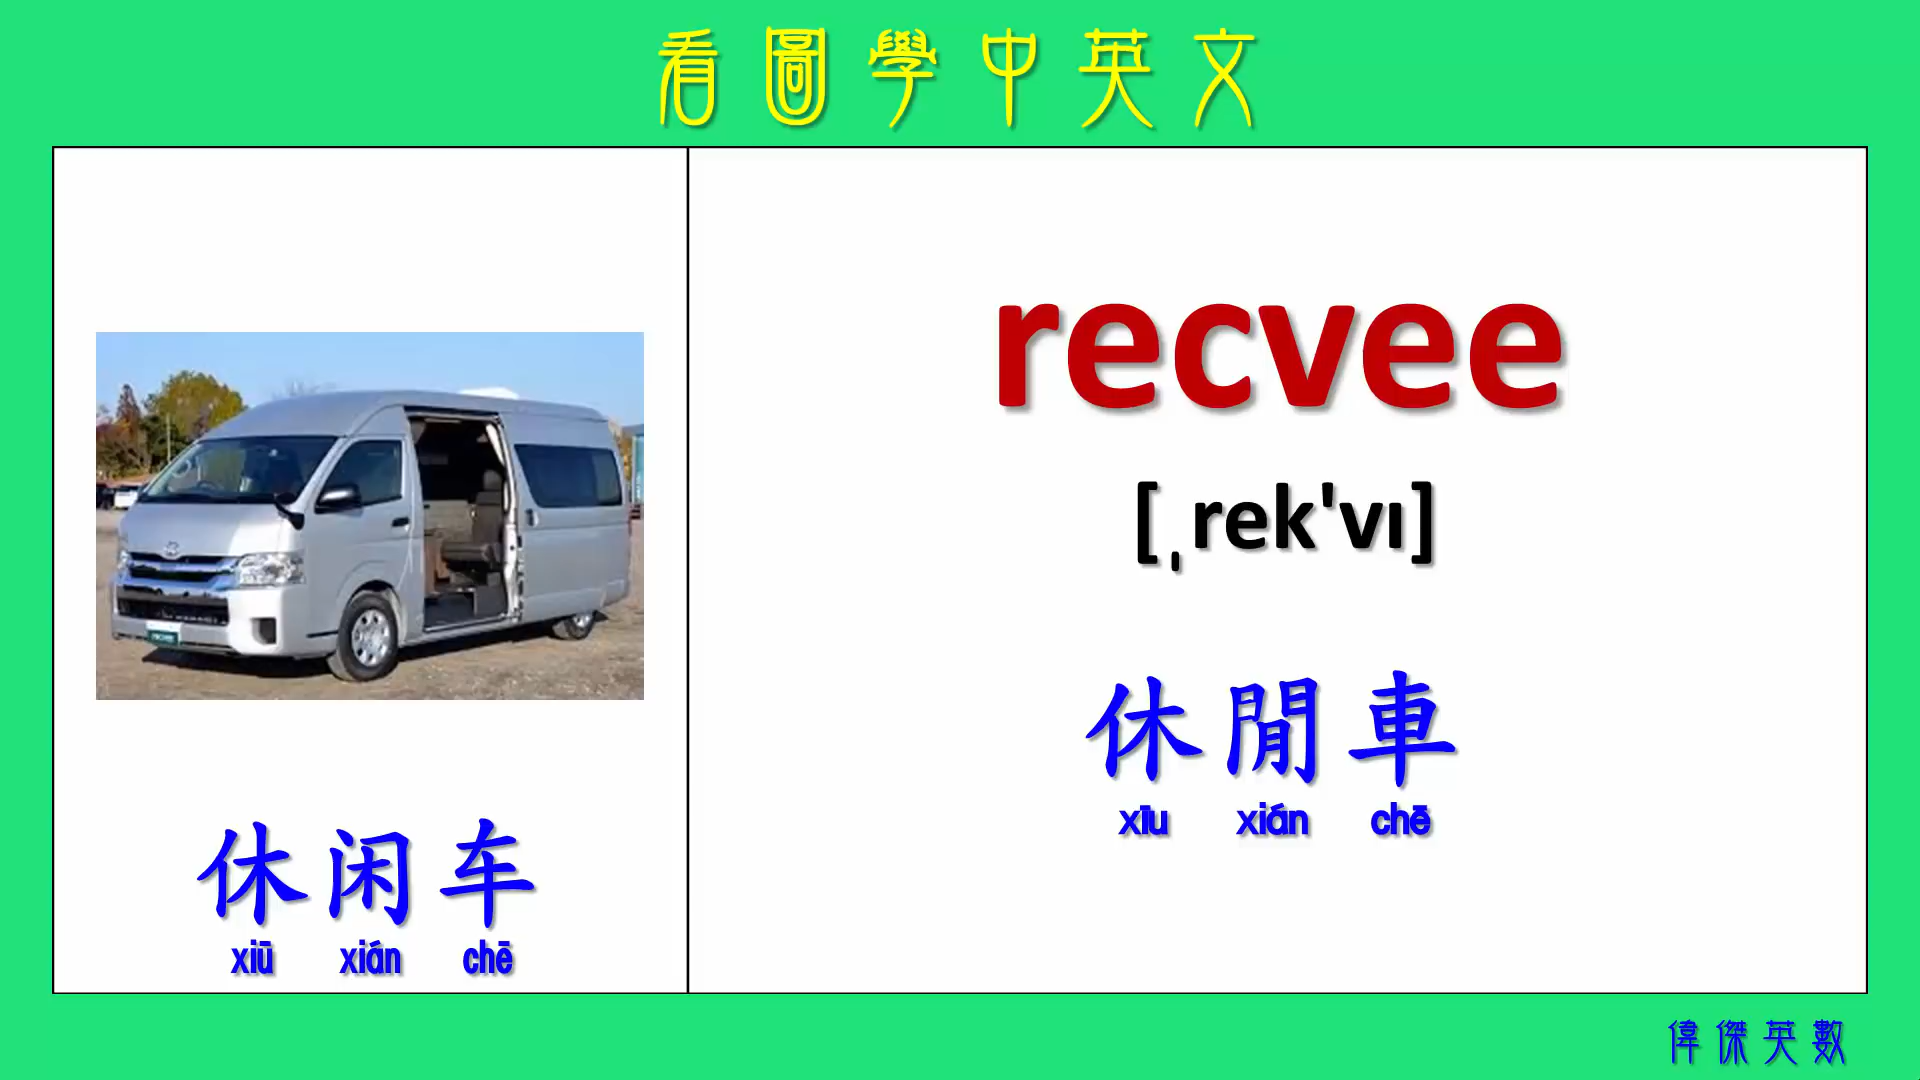 看圖學中英文
休闲车
xiū xián chē
recvee
[ˌrek'vı]
休閒車
xīu xián chē
偉傑英數